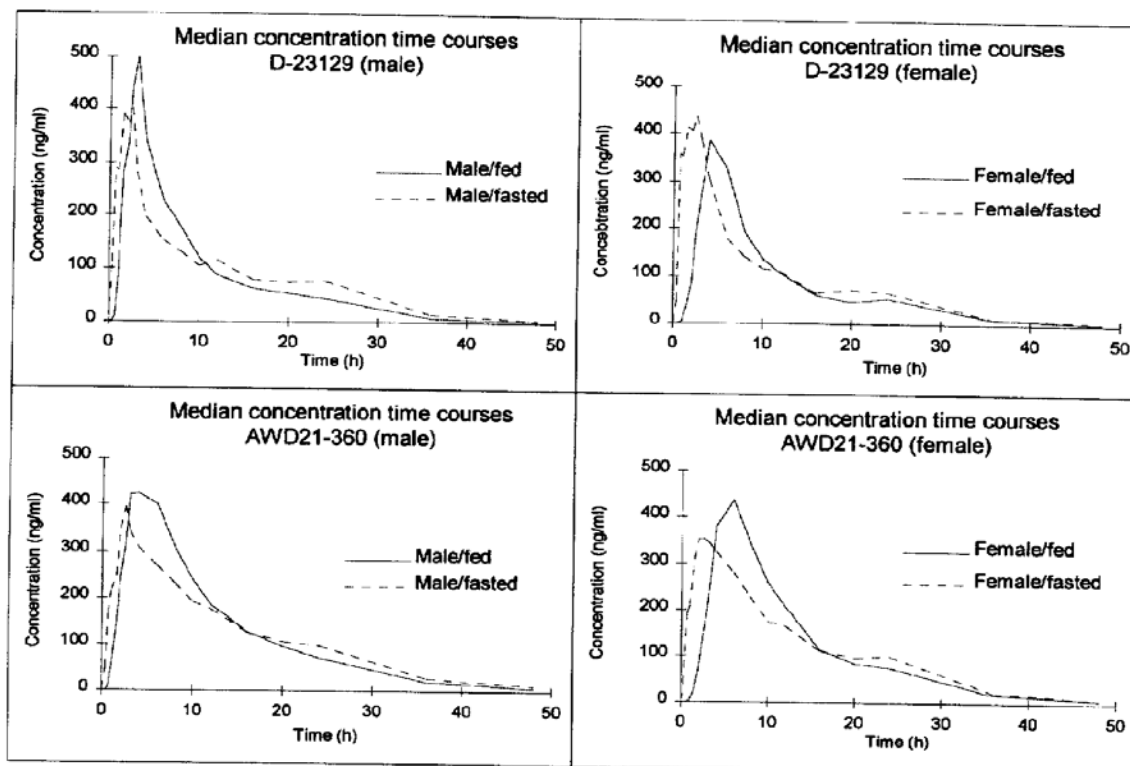 Median concentration time courses
D-23129 (male)
500
400
300
200
100
0
Concentration (ng/ml)
Male/fed
Male/fasted
0
10
20
30
40
50
Time (h)
Median concentration time courses
D-23129 (female)
500
400
300
200
100
0
Concebtration (ng/ml)
Female/fed
Female/fasted
0
10
20
30
40
50
Time (h)
Median concentration time courses
AWD21-360 (male)
500
400
300
200
100
0
Concentration (ng/ml)
Male/fed
Male/fasted
0
10
20
30
40
50
Time (h)
Median concentration time courses
AWD21-360 (female)
500
400
300
200
100
0
Concentration (ng/ml)
Female/fed
Female/fasted
0
10
20
30
40
50
Time (h)